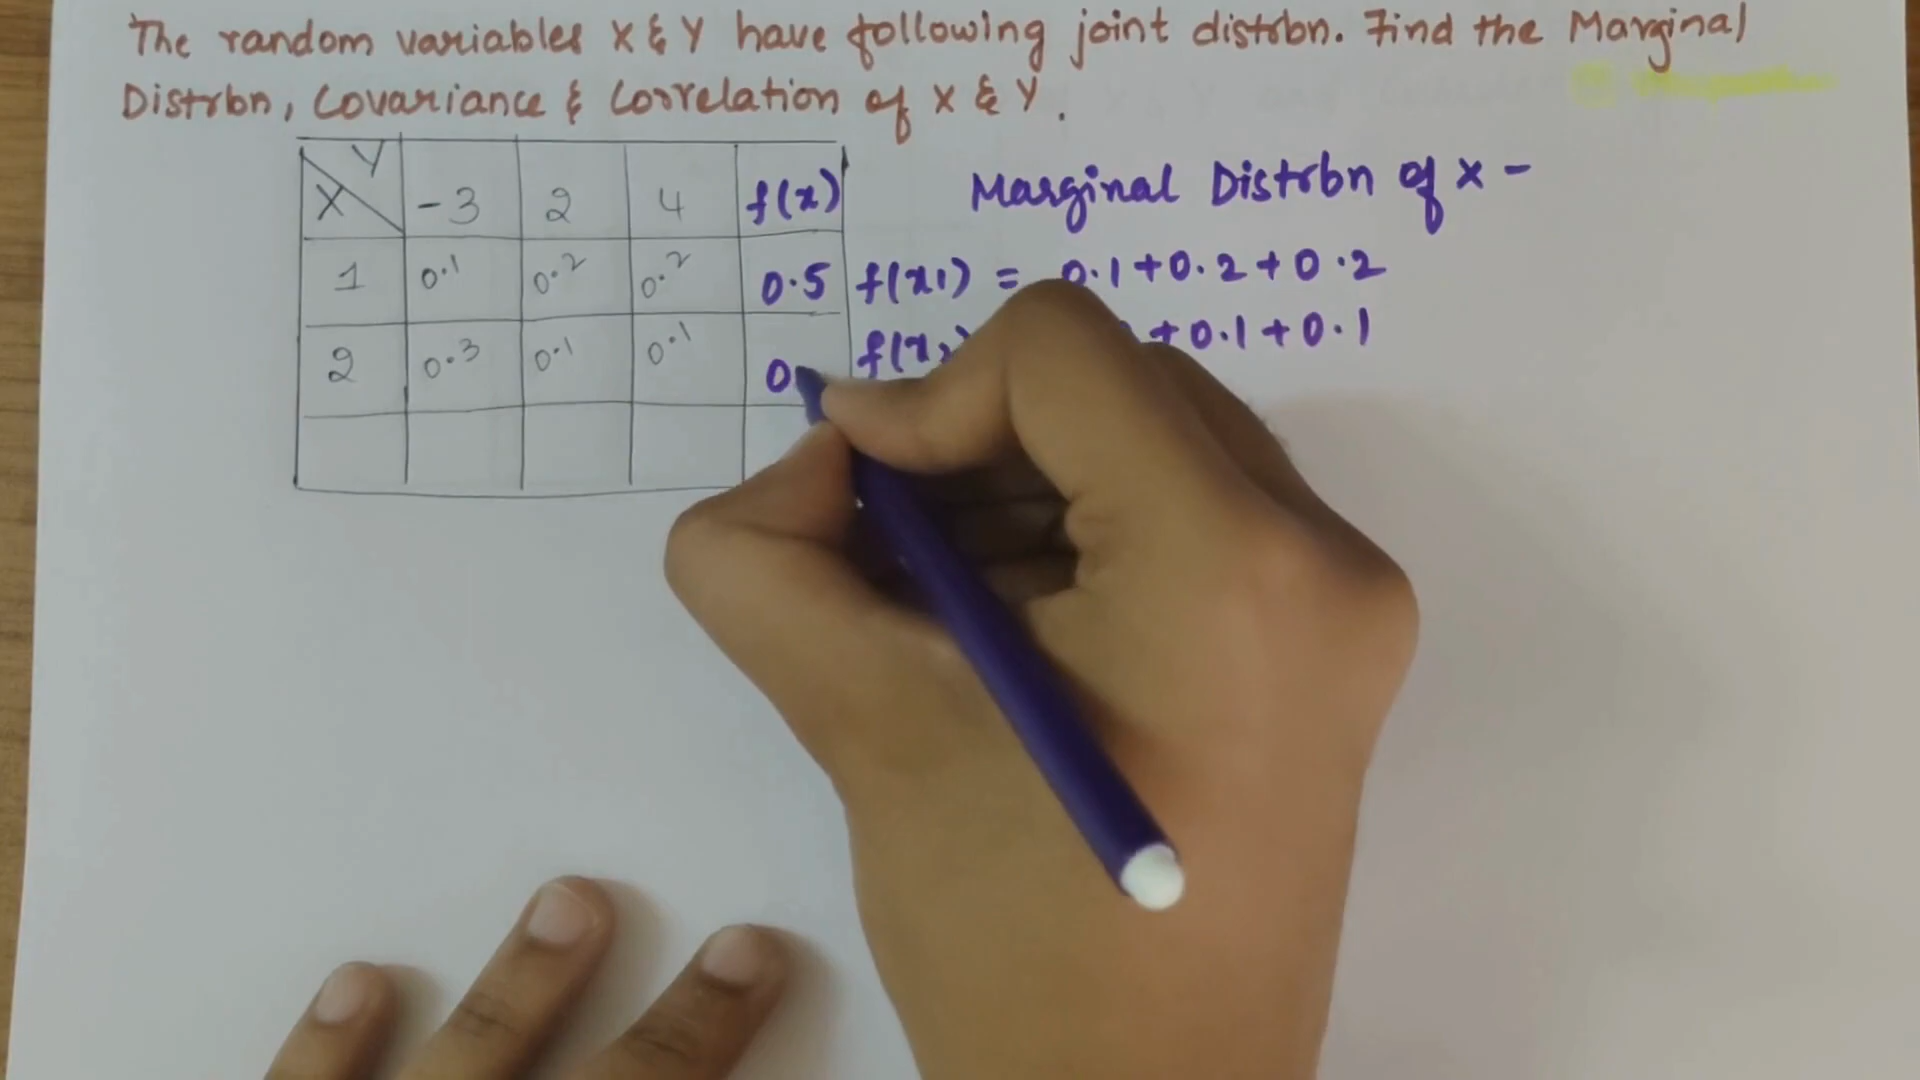 The random variables X & Y have following joint distrbn. Find the Marginal
Distrbn, Covariance & Correlation of X & Y.
Y
X -3 2 4 f(x)
Marginal Distrbn of X -
1 0.1 0.2 0.2 0.5 f(x1) = 0.1+0.2+0.2
2 0.3 0.1 0.1 0. f(x2) +0.1+0.1